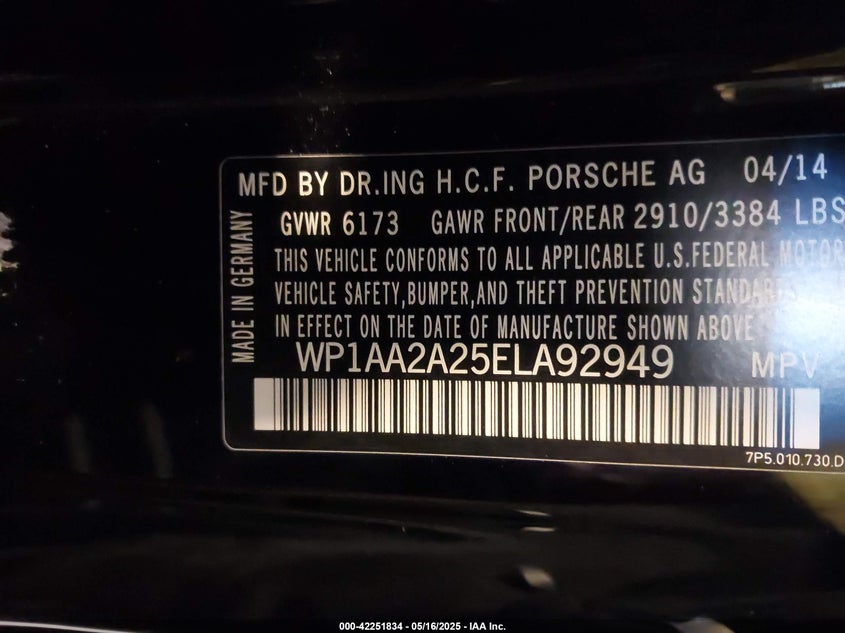 MFD BY DR.ING H.C.F. PORSCHE AG 04/14
GVWR 6173 GAWR FRONT/REAR 2910/3384 LBS
MADE IN GERMANY
THIS VEHICLE CONFORMS TO ALL APPLICABLE U.S.FEDERAL MOTOR
VEHICLE SAFETY,BUMPER,AND THEFT PREVENTION STANDARDS
IN EFFECT ON THE DATE OF MANUFACTURE SHOWN ABOVE
WP1AA2A25ELA92949 MPV
7P5.010.730.D
000-42251834 - 05/16/2025 - IAA Inc.